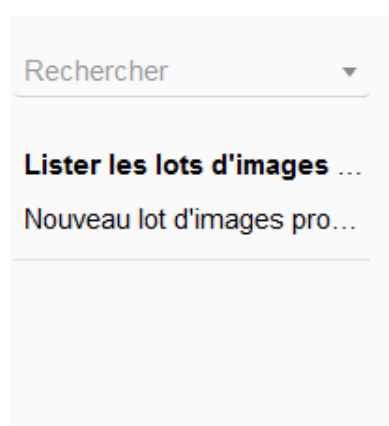 Rechercher
Lister les lots d'images ...
Nouveau lot d'images pro...